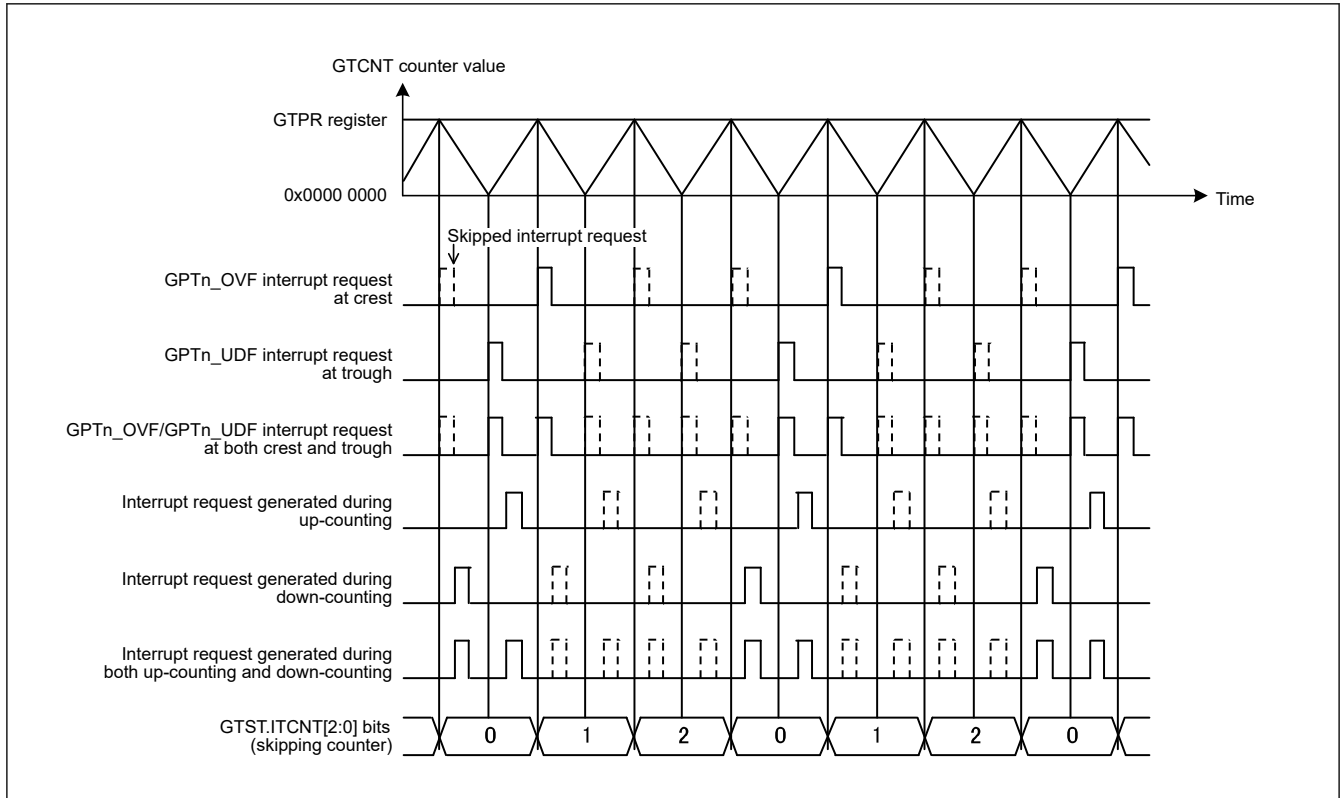 GTCNT counter value
GTPR register
0x0000 0000
Time
Skipped interrupt request
GPTn_OVF interrupt request
at crest
GPTn_UDF interrupt request
at trough
GPTn_OVF/GPTn_UDF interrupt request
at both crest and trough
Interrupt request generated during
up-counting
Interrupt request generated during
down-counting
Interrupt request generated during
both up-counting and down-counting
GTST.ITCNT[2:0] bits
(skipping counter)
0 1 2 0 1 2 0